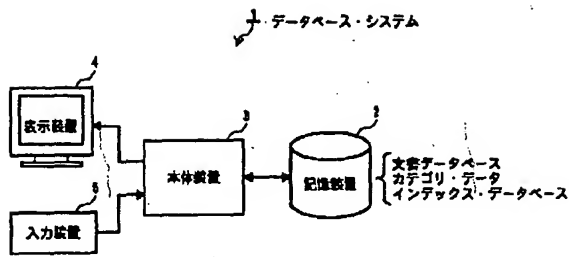 1 データベース・システム
4
表示装置
3
本体装置
2
記憶装置
文書データベース
カテゴリ・データ
インデックス・データベース
5
入力装置